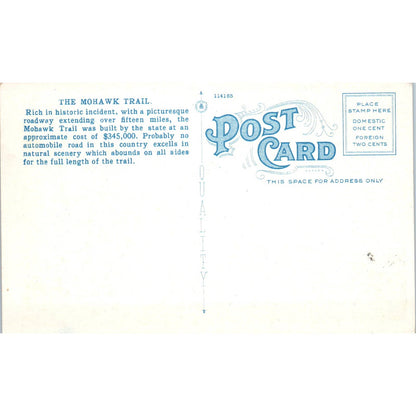 THE MOHAWK TRAIL.
Rich in historic incident, with a picturesque
roadway extending over fifteen miles, the
Mohawk Trail was built by the state at an
approximate cost of $345,000. Probably no
automobile road in this country excells in
natural scenery which abounds on all sides
for the full length of the trail.
A
QUALITY
114165
POST
CARD
THIS SPACE FOR ADDRESS ONLY
PLACE
STAMP HERE
DOMESTIC
ONE CENT
FOREIGN
TWO CENTS